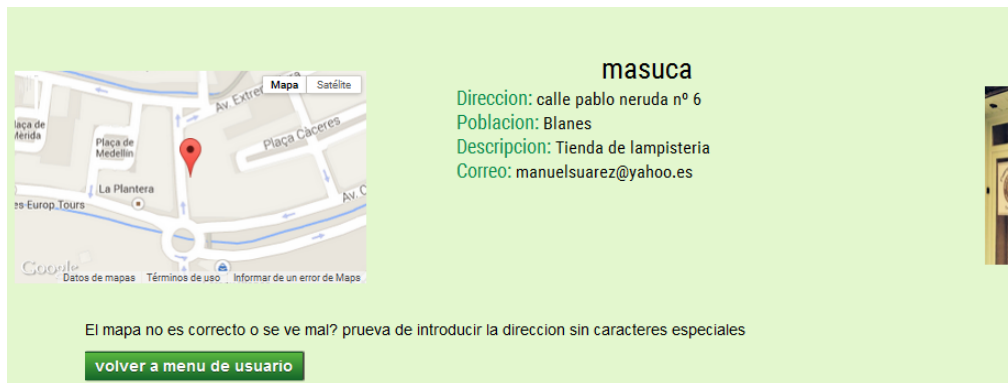 masuca
Direccion: calle pablo neruda nº 6
Poblacion: Blanes
Descripcion: Tienda de lampisteria
Correo: manuelsuarez@yahoo.es
Mapa Satélite
Av. Extre
Plaça Càceres
laça de
Mérida
Plaça de
Medellín
La Plantera
es Europ Tours
Av. C
Google
Datos de mapas Términos de uso Informar de un error de Maps
El mapa no es correcto o se ve mal? prueva de introducir la direccion sin caracteres especiales
volver a menu de usuario